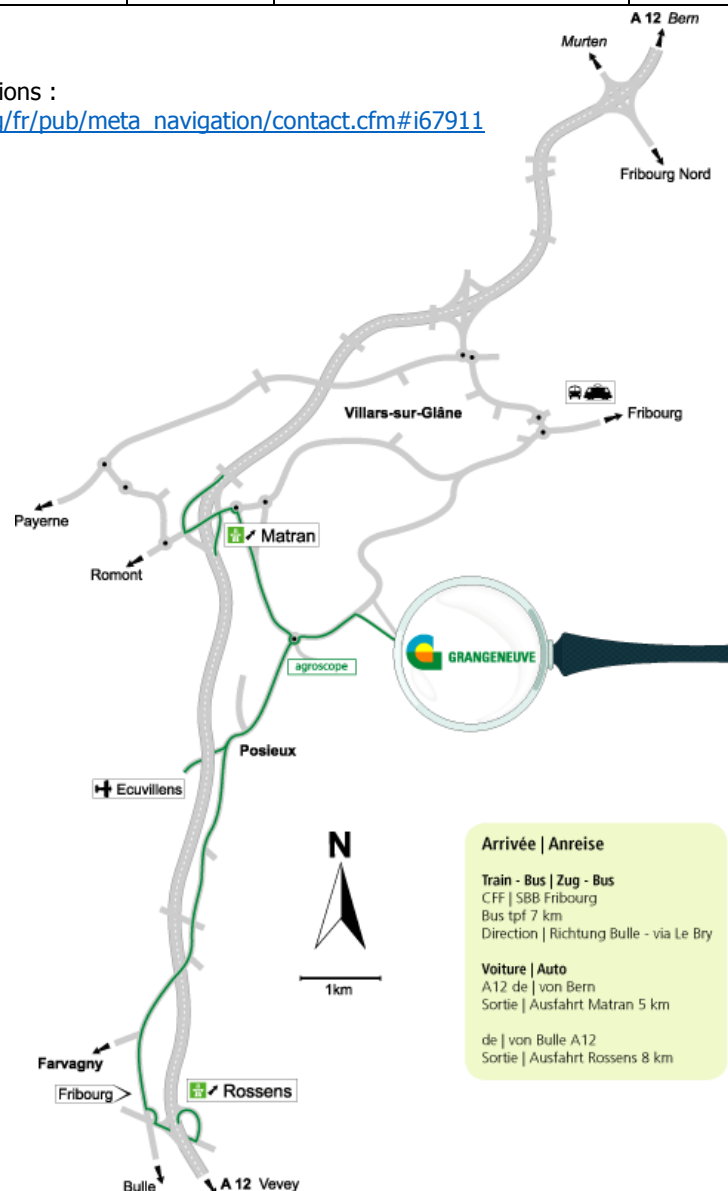 A 12 Bern
Murten
ions :
/fr/pub/meta_navigation/contact.cfm#i67911
Fribourg Nord
Villars-sur-Glâne
Fribourg
Payerne
Matran
Romont
GRANGENEUVE
agroscope
Posieux
Ecuvillens
N
1km
Arrivée | Anreise
Train - Bus | Zug - Bus
CFF | SBB Fribourg
Bus tpf 7 km
Direction | Richtung Bulle - via Le Bry
Voiture | Auto
A12 de | von Bern
Sortie | Ausfahrt Matran 5 km
de | von Bulle A12
Sortie | Ausfahrt Rossens 8 km
Farvagny
Fribourg
Rossens
Bulle
A 12 Vevey